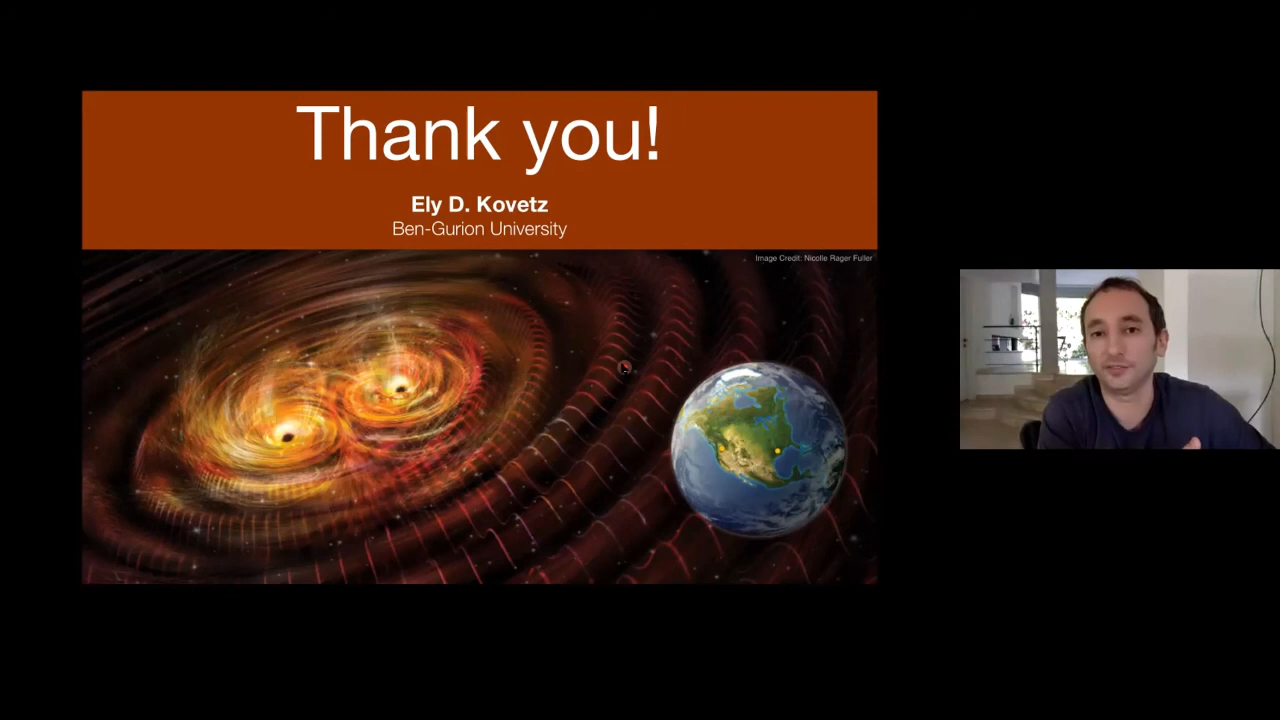 Thank you!
Ely D. Kovetz
Ben-Gurion University
Image Credit: Nicolle Rager Fuller